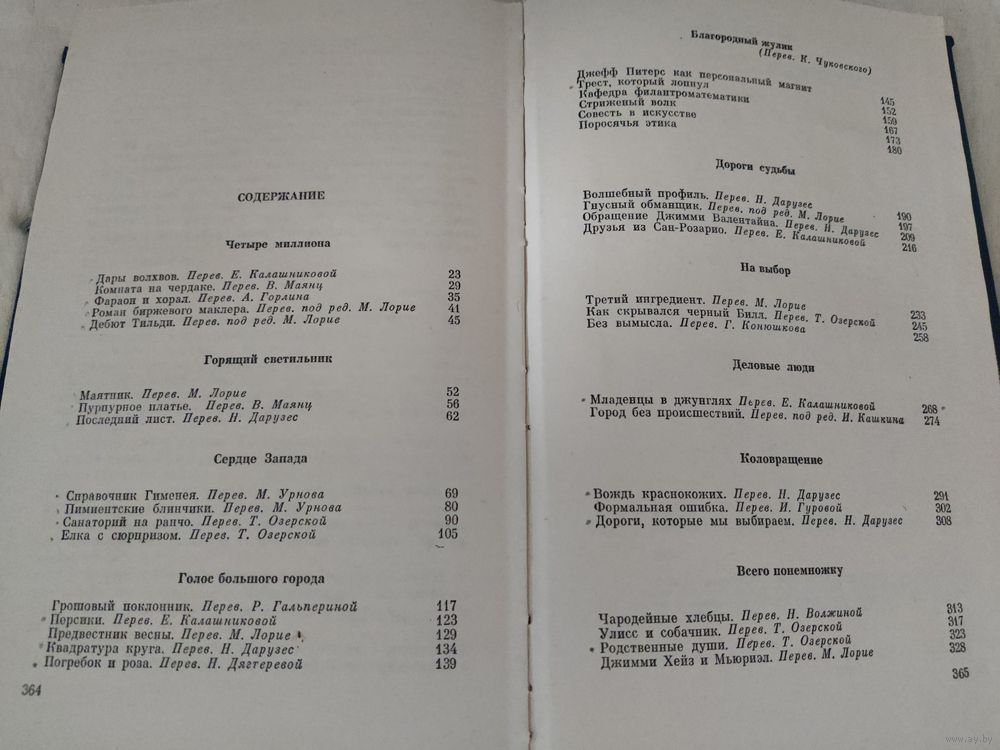 СОДЕРЖАНИЕ
Четыре миллиона
Дары волхвов. Перев. Е. Калашниковой 23
Комната на чердаке. Перев. В. Маянц 29
Фараон и хорал. Перев. А. Горлина 35
Роман биржевого маклера. Перев. под ред. М. Лорие 41
Дебют Тильди. Перев. под ред. М. Лорие 45
Горящий светильник
Маятник. Перев. М. Лорие 52
Пурпурное платье. Перев. В. Маянц 56
Последний лист. Перев. Н. Дарузес 62
Сердце Запада
Справочник Гименея. Перев. М. Урнова 69
Пимиентские блинчики. Перев. М. Урнова 80
Санаторий на ранчо. Перев. Т. Озерской 90
Елка с сюрпризом. Перев. Т. Озерской 105
Голос большого города
Грошовый поклонник. Перев. Р. Гальпериной 117
Персики. Перев. Е. Калашниковой 123
Предвестник весны. Перев. М. Лорие 129
Квадратура круга. Перев. Н. Дарузес 134
Погребок и роза. Перев. Н. Дягтеревой 139
364
Благородный жулик
(Перев. К. Чуковского)
Джефф Питерс как персональный магнит 145
Трест, который лопнул 152
Кафедра филантроматематики 159
Стриженый волк 167
Совесть в искусстве 173
Поросячья этика 180
Дороги судьбы
Волшебный профиль. Перев. Н. Дарузес 190
Гнусный обманщик. Перев. под ред. М. Лорие 197
Обращение Джимми Валентайна. Перев. Н. Дарузес 209
Друзья из Сан-Розарио. Перев. Е. Калашниковой 216
На выбор
Третий ингредиент. Перев. М. Лорие 233
Как скрывался черный Билл. Перев. Т. Озерской 245
Без вымысла. Перев. Г. Конюшкова 258
Деловые люди
Младенцы в джунглях Перев. Е. Калашниковой 268
Город без происшествий. Перев. под ред. И. Кашкина 274
Коловращение
Вождь краснокожих. Перев. Н. Дарузес 291
Формальная ошибка. Перев. И. Гуровой 302
Дороги, которые мы выбираем. Перев. Н. Дарузес 308
Всего понемножку
Чародейные хлебцы. Перев. Н. Волжиной 313
Улисс и собачник. Перев. Т. Озерской 317
Родственные души. Перев. Т. Озерской 323
Джимми Хейз и Мьюриэл. Перев. М. Лорие 328
365
www.ay.by